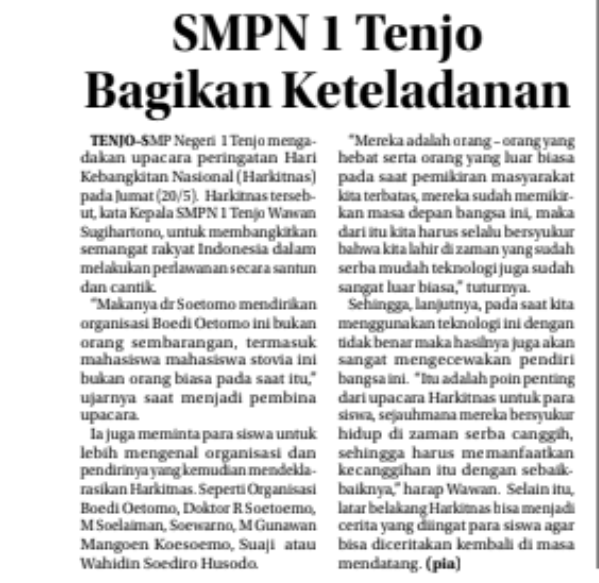 SMPN 1 Tenjo
Bagikan Keteladanan
TENJO-SMP Negeri 1 Tenjo menga-
dakan upacara peringatan Hari
Kebangkitan Nasional (Harkitnas)
pada Jumat (20/5). Harkitnas terseb-
ut, kata Kepala SMPN 1 Tenjo Wawan
Sugihartono, untuk membangkitkan
semangat rakyat Indonesia dalam
melakukan perlawanan secara santun
dan cantik.
"Makanya dr Soetomo mendirikan
organisasi Boedi Oetomo ini bukan
orang sembarangan, termasuk
mahasiswa mahasiswa stovia ini
bukan orang biasa pada saat itu,"
ujarnya saat menjadi pembina
upacara.
Ia juga meminta para siswa untuk
lebih mengenal organisasi dan
pendirinya yang kemudian mendekla-
rasikan Harkitnas. Seperti Organisasi
Boedi Oetomo, Doktor R Soetoemo,
M Soelaiman, Soewarno, M Gunawan
Mangoen Koesoemo, Suaji atau
Wahidin Soediro Husodo.
"Mereka adalah orang – orang yang
hebat serta orang yang luar biasa
pada saat pemikiran masyarakat
kita terbatas, mereka sudah memikir-
kan masa depan bangsa ini, maka
dari itu kita harus selalu bersyukur
bahwa kita lahir di zaman yang sudah
serba mudah teknologi juga sudah
sangat luar biasa," tuturnya.
Sehingga, lanjutnya, pada saat kita
menggunakan teknologi ini dengan
tidak benar maka hasilnya juga akan
sangat mengecewakan pendiri
bangsa ini. "Itu adalah poin penting
dari upacara Harkitnas untuk para
siswa, sejauhmana mereka bersyukur
hidup di zaman serba canggih,
sehingga harus memanfaatkan
kecanggihan itu dengan sebaik-
baiknya," harap Wawan. Selain itu,
latar belakang Harkitnas bisa menjadi
cerita yang diingat para siswa agar
bisa diceritakan kembali di masa
mendatang. (pia)